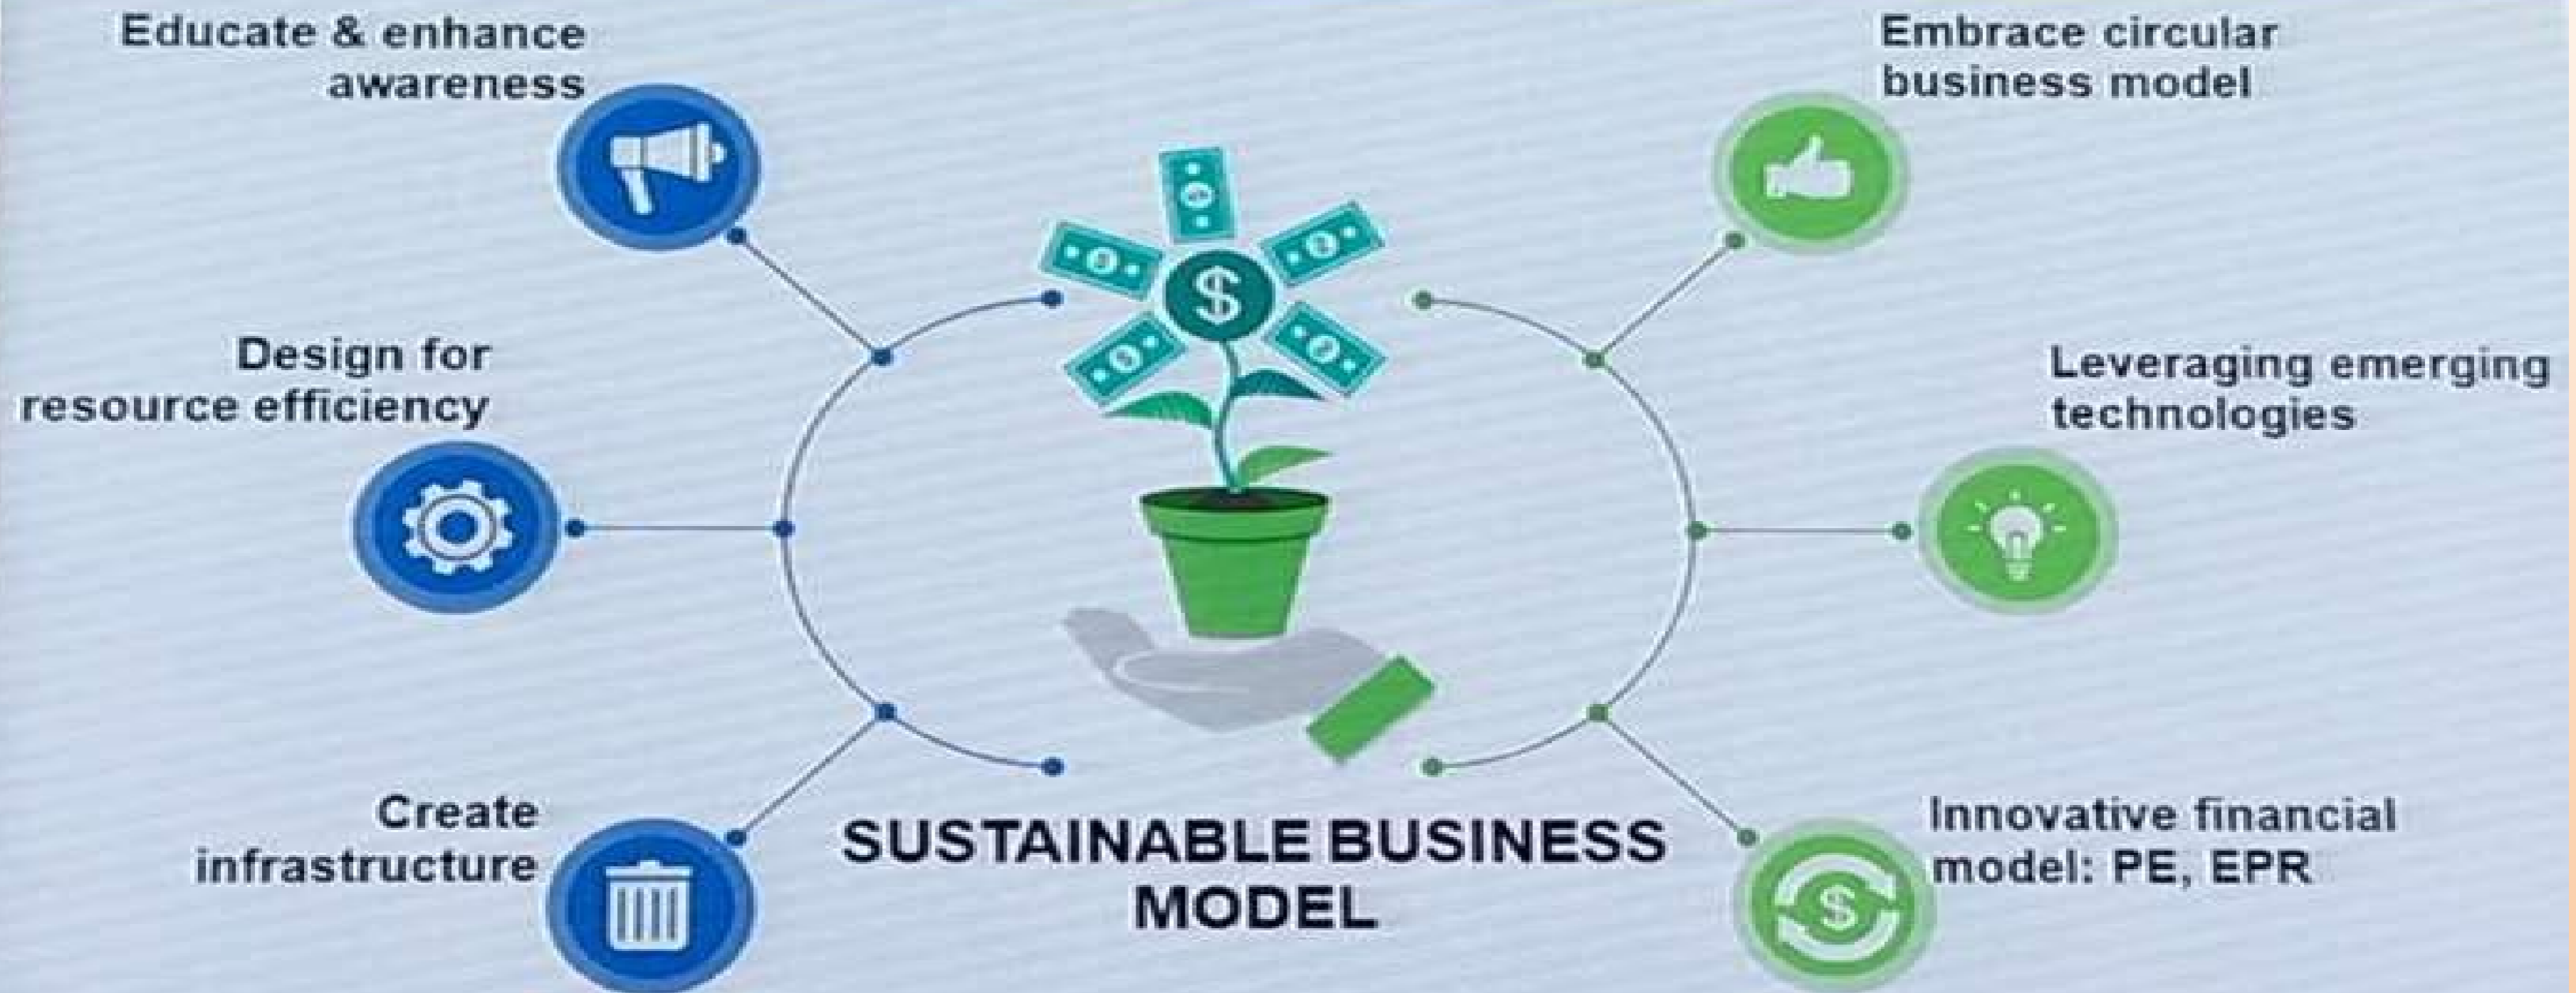 Educate & enhance
awareness
Design for
resource efficiency
Create
infrastructure
Embrace circular
business model
Leveraging emerging
technologies
Innovative financial
model: PE, EPR
SUSTAINABLE BUSINESS
MODEL